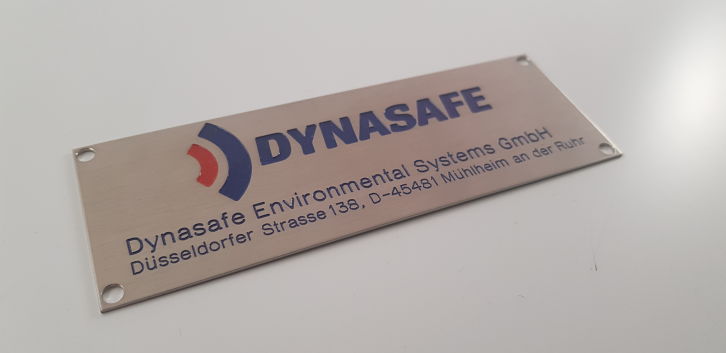 DYNASAFE
Dynasafe Environmental Systems GmbH
Düsseldorfer Strasse 138, D-45481 Mühlheim an der Ruhr